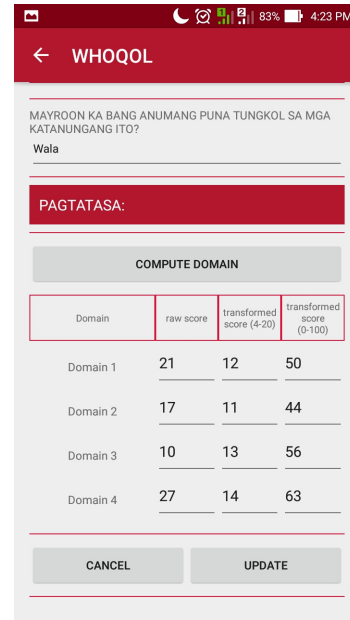 83% 4:23 PM
WHOQOL
MAYROON KA BANG ANUMANG PUNA TUNGKOL SA MGA
KATANUNGANG ITO?
Wala
PAGTATASA:
COMPUTE DOMAIN
Domain raw score transformed score (4-20) transformed score (0-100)
Domain 1 21 12 50
Domain 2 17 11 44
Domain 3 10 13 56
Domain 4 27 14 63
CANCEL UPDATE